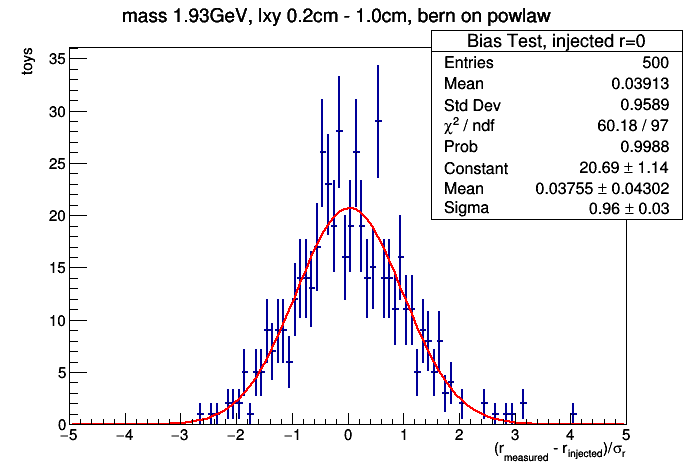 mass 1.93GeV, lxy 0.2cm - 1.0cm, bern on powlaw
toys
Bias Test, injected r=0
Entries 500
Mean 0.03913
Std Dev 0.9589
χ² / ndf 60.18 / 97
Prob 0.9988
Constant 20.69 ± 1.14
Mean 0.03755 ± 0.04302
Sigma 0.96 ± 0.03
35
30
25
20
15
10
5
0
−5 −4 −3 −2 −1 0 1 2 3 4 5
(r_measured - r_injected)/σ_r